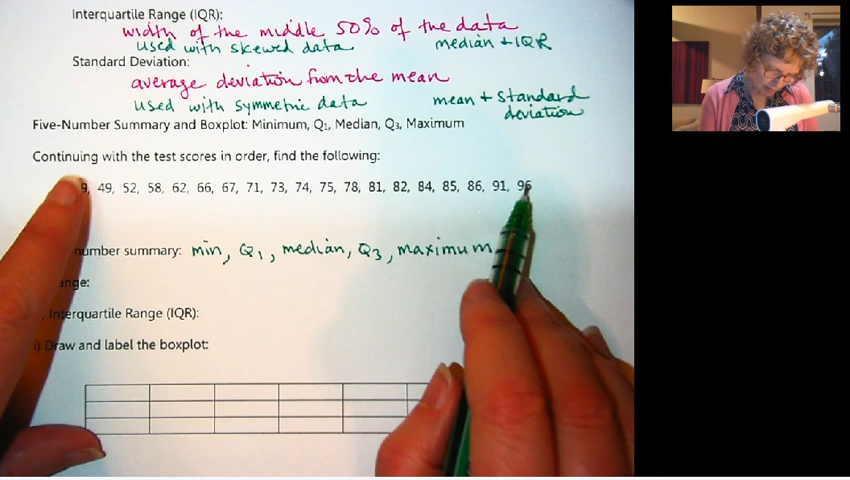 Interquartile Range (IQR):
width of the middle 50% of the data
used with skewed data median + IQR
Standard Deviation:
average deviation from the mean
used with symmetric data mean + standard deviation
Five-Number Summary and Boxplot: Minimum, Q₁, Median, Q₃, Maximum
Continuing with the test scores in order, find the following:
9, 49, 52, 58, 62, 66, 67, 71, 73, 74, 75, 78, 81, 82, 84, 85, 86, 91, 96
number summary: min, Q₁, median, Q₃, maximum
ange:
Interquartile Range (IQR):
i) Draw and label the boxplot: